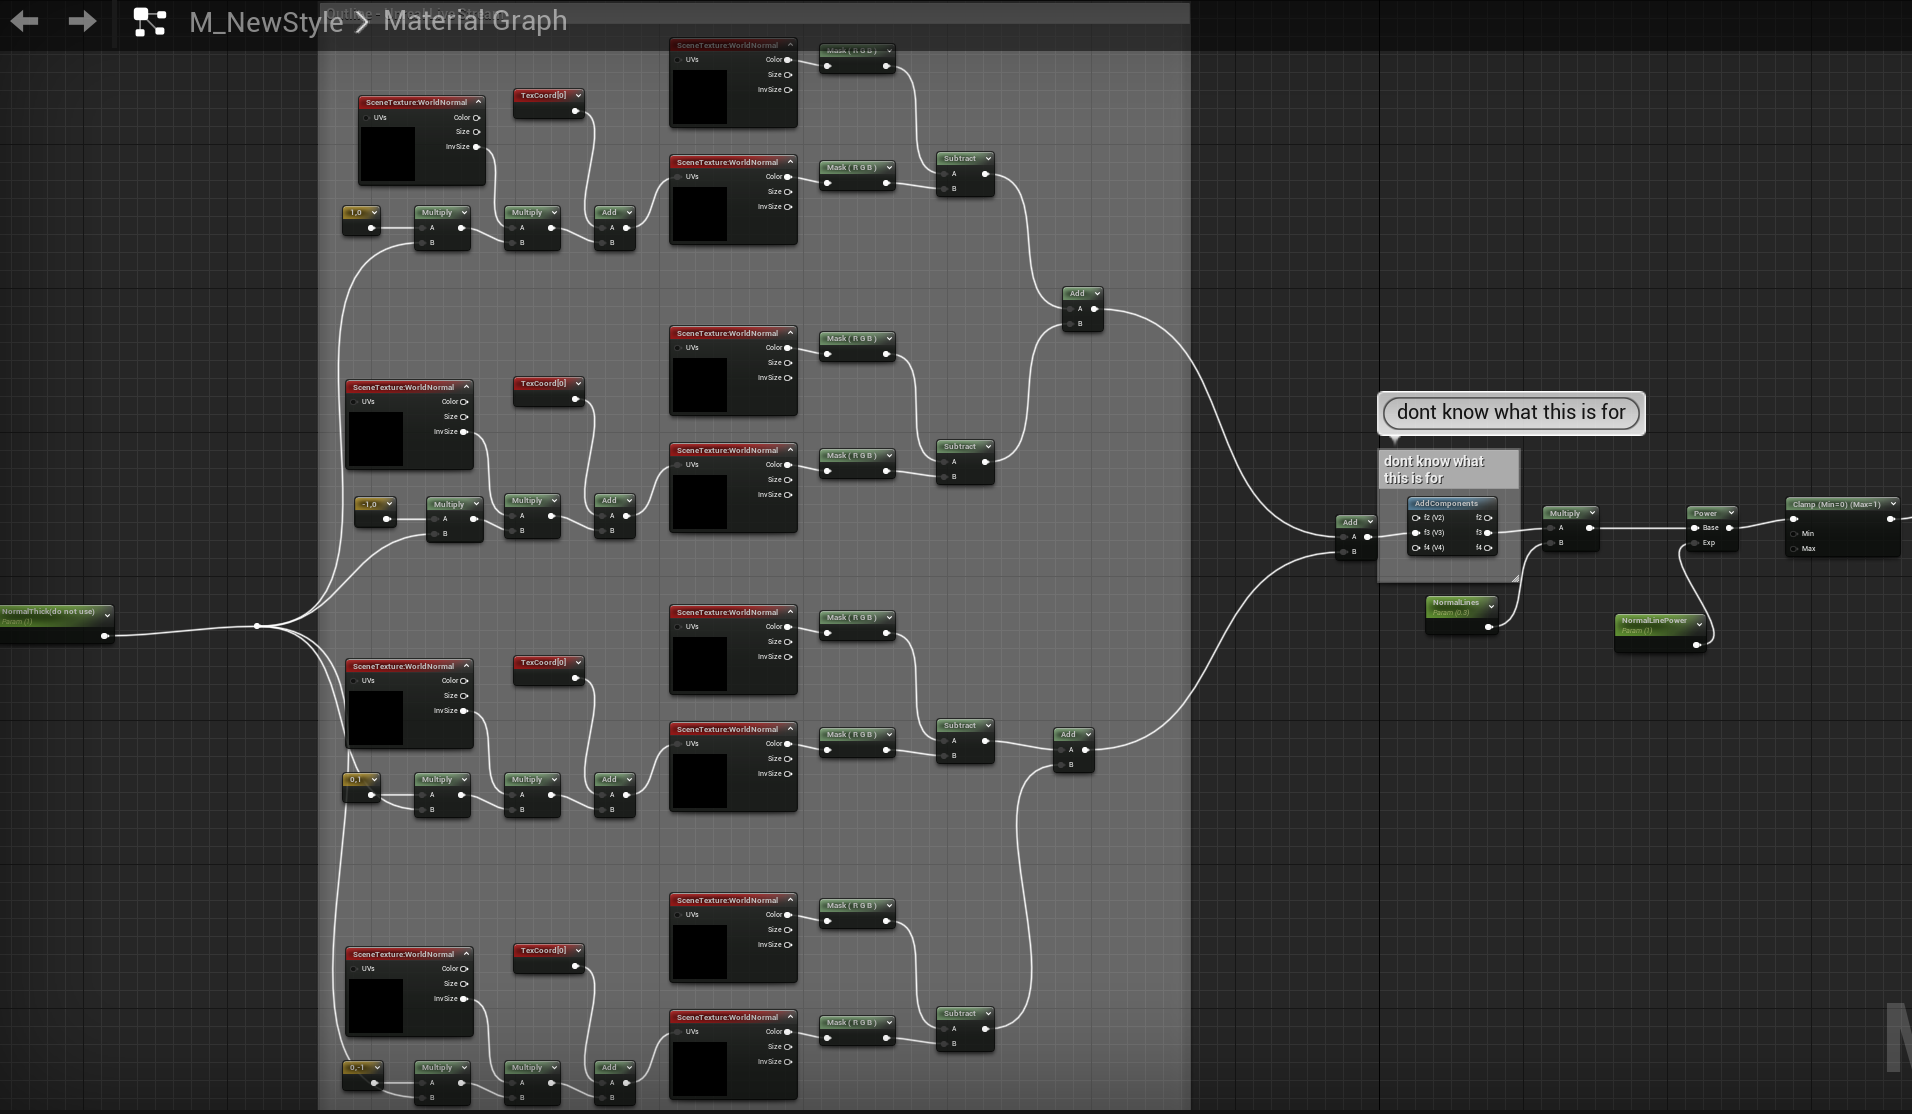 M_NewStyle > Material Graph
SceneTexture:WorldNormal
UVs Color
Size
InvSize
Mask ( R G B )
SceneTexture:WorldNormal
UVs Color
Size
InvSize
TexCoord[0]
SceneTexture:WorldNormal
UVs Color
Size
InvSize
Mask ( R G B )
Subtract
A
B
1,0
Multiply
A
B
Multiply
A
B
Add
A
B
Add
A
B
SceneTexture:WorldNormal
UVs Color
Size
InvSize
Mask ( R G B )
SceneTexture:WorldNormal
UVs Color
Size
InvSize
TexCoord[0]
SceneTexture:WorldNormal
UVs Color
Size
InvSize
Mask ( R G B )
Subtract
A
B
-1,0
Multiply
A
B
Multiply
A
B
Add
A
B
dont know what this is for
dont know what
this is for
AddComponents
f2 (V2) f2
f3 (V3) f3
f4 (V4) f4
Add
A
B
Multiply
A
B
Power
Base
Exp
Clamp (Min=0) (Max=1)
Min
Max
NormalLines
Param (0.3)
NormalLinePower
Param (1)
NormalThick(do not use)
Param (1)
SceneTexture:WorldNormal
UVs Color
Size
InvSize
Mask ( R G B )
SceneTexture:WorldNormal
UVs Color
Size
InvSize
TexCoord[0]
SceneTexture:WorldNormal
UVs Color
Size
InvSize
Mask ( R G B )
Subtract
A
B
Add
A
B
0,1
Multiply
A
B
Multiply
A
B
Add
A
B
SceneTexture:WorldNormal
UVs Color
Size
InvSize
Mask ( R G B )
SceneTexture:WorldNormal
UVs Color
Size
InvSize
TexCoord[0]
SceneTexture:WorldNormal
UVs Color
Size
InvSize
Mask ( R G B )
Subtract
A
B
0,-1
Multiply
A
B
Multiply
A
B
Add
A
B